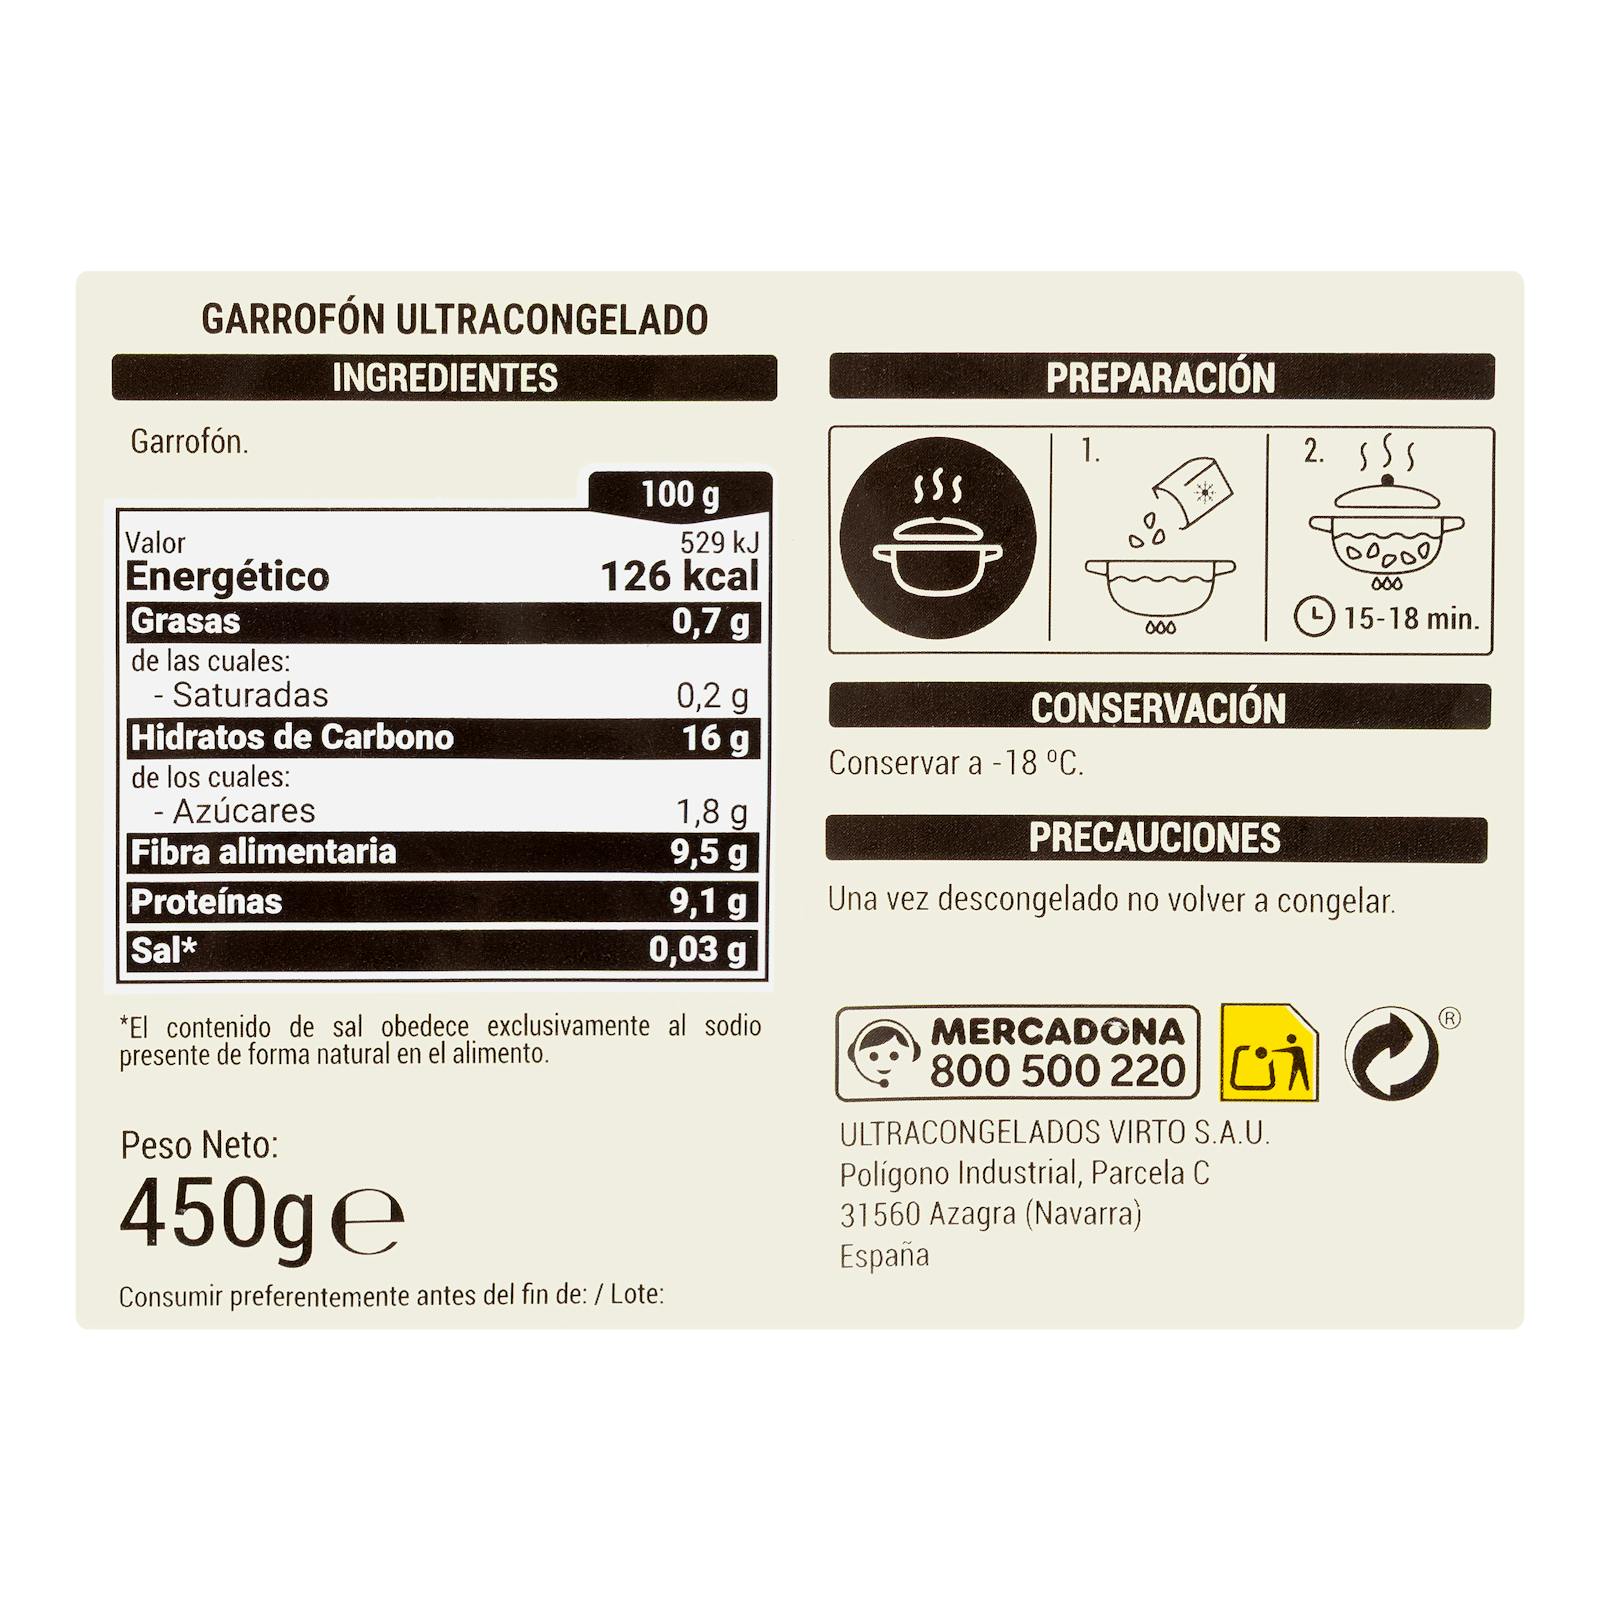 GARROFÓN ULTRACONGELADO
INGREDIENTES
Garrofón.
100 g
Valor 529 kJ
Energético 126 kcal
Grasas 0,7 g
de las cuales:
- Saturadas 0,2 g
Hidratos de Carbono 16 g
de los cuales:
- Azúcares 1,8 g
Fibra alimentaria 9,5 g
Proteínas 9,1 g
Sal* 0,03 g
*El contenido de sal obedece exclusivamente al sodio
presente de forma natural en el alimento.
Peso Neto:
450g e
Consumir preferentemente antes del fin de: / Lote:
PREPARACIÓN
1.
2.
15-18 min.
CONSERVACIÓN
Conservar a -18 ºC.
PRECAUCIONES
Una vez descongelado no volver a congelar.
MERCADONA
800 500 220
®
ULTRACONGELADOS VIRTO S.A.U.
Polígono Industrial, Parcela C
31560 Azagra (Navarra)
España